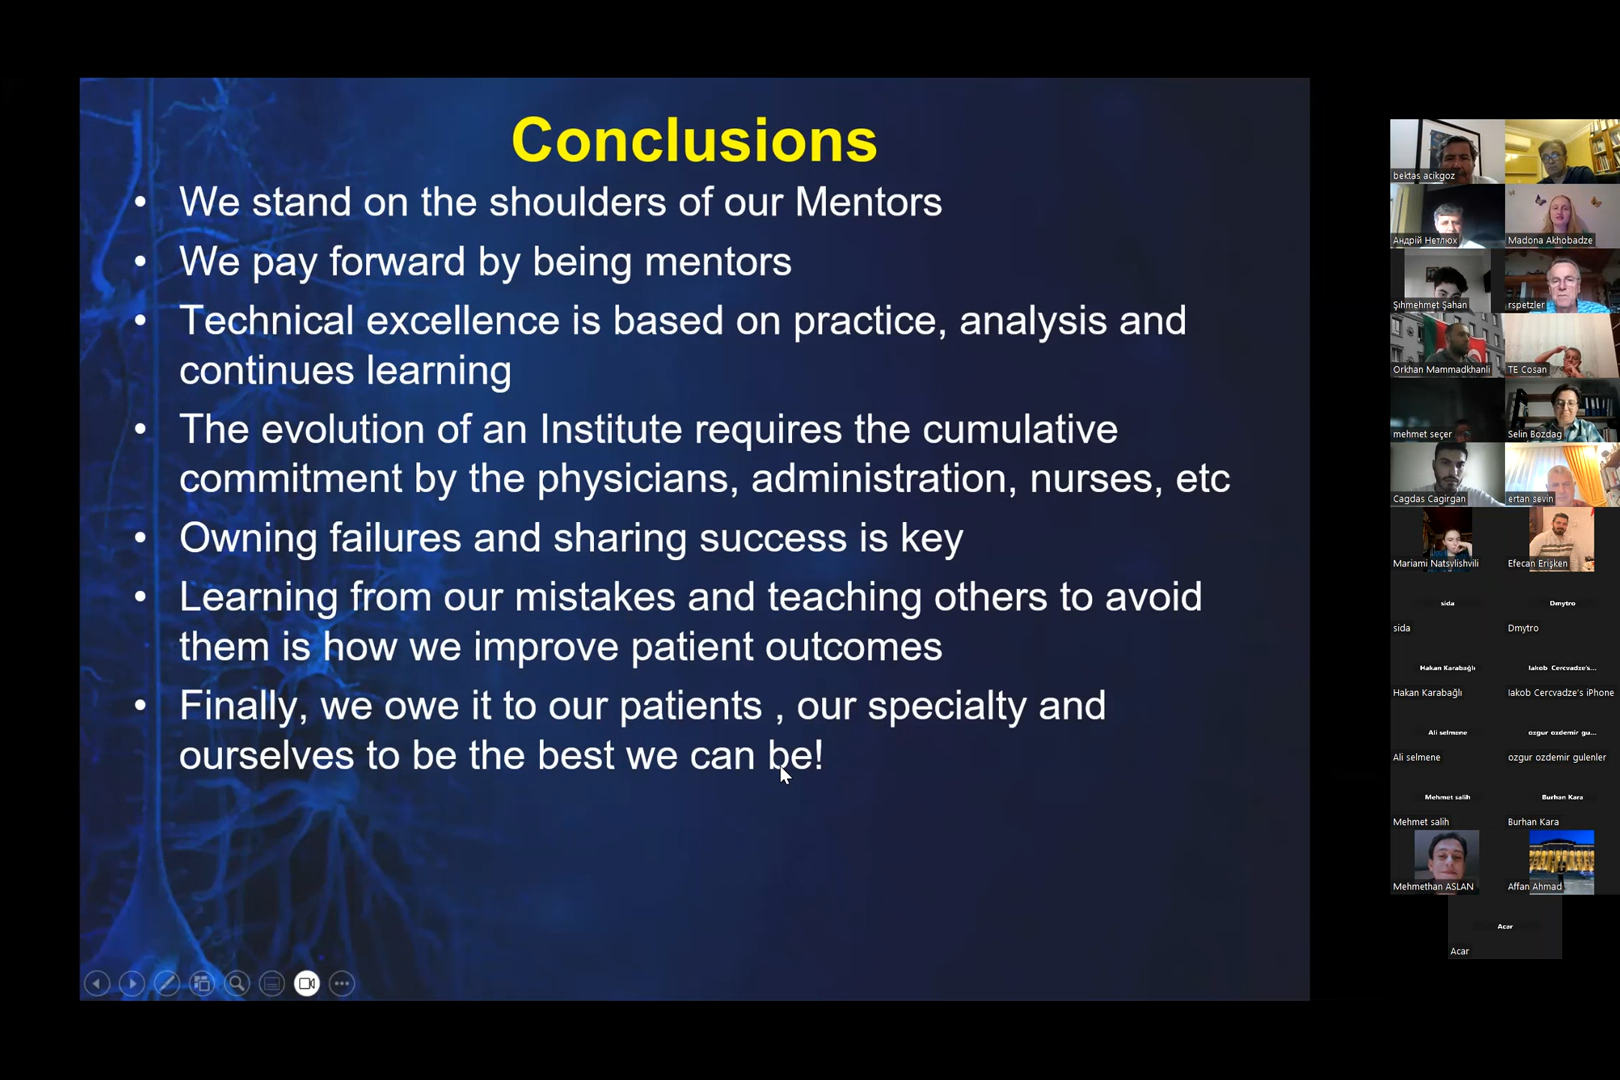 Conclusions
• We stand on the shoulders of our Mentors
• We pay forward by being mentors
• Technical excellence is based on practice, analysis and
continues learning
• The evolution of an Institute requires the cumulative
commitment by the physicians, administration, nurses, etc
• Owning failures and sharing success is key
• Learning from our mistakes and teaching others to avoid
them is how we improve patient outcomes
• Finally, we owe it to our patients , our specialty and
ourselves to be the best we can be!
bektas acikgoz
Андрій Нетлюх
Madona Akhobadze
Şıhmehmet Şahan
rspetzler
Orkhan Mammadkhanli
TE Cosan
mehmet seçer
Selin Bozdag
Cagdas Cagirgan
ertan sevin
Mariami Natsvlishvili
Efecan Erişken
sida
Dmytro
sida
Dmytro
Hakan Karabağlı
Iakob Cercvadze's...
Hakan Karabağlı
Iakob Cercvadze's iPhone
Ali selmene
ozgur ozdemir gu...
Ali selmene
ozgur ozdemir gulenler
Mehmet salih
Burhan Kara
Mehmet salih
Burhan Kara
Mehmethan ASLAN
Affan Ahmad
Acar
Acar